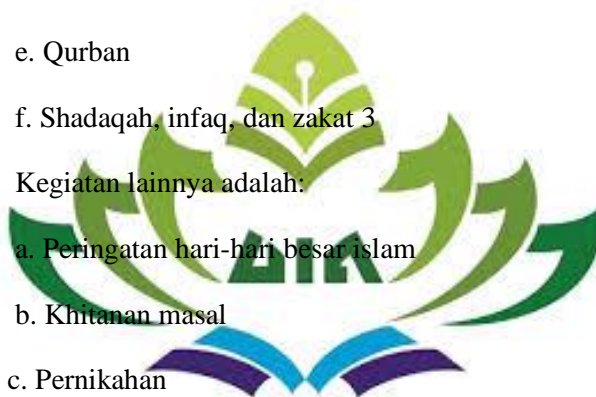 e. Qurban
f. Shadaqah, infaq, dan zakat 3
Kegiatan lainnya adalah:
a. Peringatan hari-hari besar islam
b. Khitanan masal
c. Pernikahan